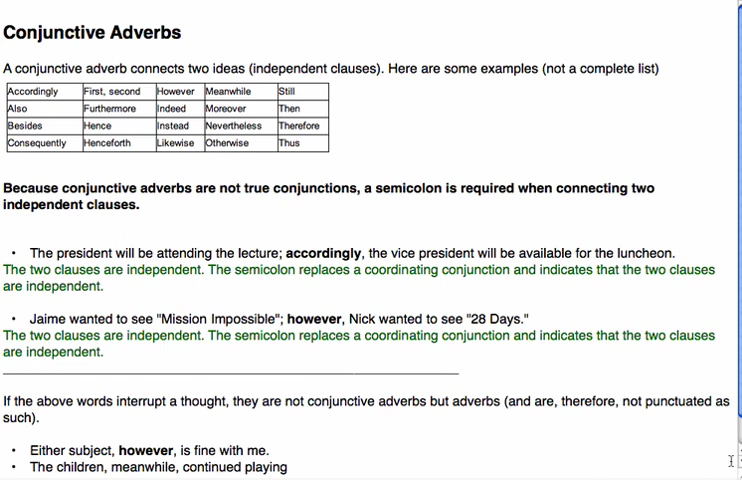 Conjunctive Adverbs
A conjunctive adverb connects two ideas (independent clauses). Here are some examples (not a complete list)
Accordingly First, second However Meanwhile Still
Also Furthermore Indeed Moreover Then
Besides Hence Instead Nevertheless Therefore
Consequently Henceforth Likewise Otherwise Thus
Because conjunctive adverbs are not true conjunctions, a semicolon is required when connecting two
independent clauses.
• The president will be attending the lecture; accordingly, the vice president will be available for the luncheon.
The two clauses are independent. The semicolon replaces a coordinating conjunction and indicates that the two clauses
are independent.
• Jaime wanted to see "Mission Impossible"; however, Nick wanted to see "28 Days."
The two clauses are independent. The semicolon replaces a coordinating conjunction and indicates that the two clauses
are independent.
If the above words interrupt a thought, they are not conjunctive adverbs but adverbs (and are, therefore, not punctuated as
such).
• Either subject, however, is fine with me.
• The children, meanwhile, continued playing